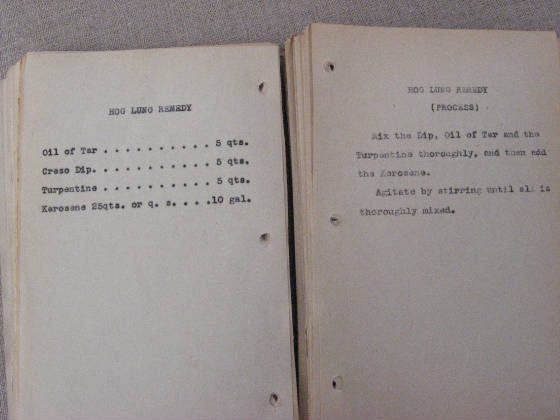 HOG LUNG REMEDY
Oil of Tar . . . . . . . . . . . 5 qts.
Creso Dip. . . . . . . . . . . . 5 qts.
Turpentine . . . . . . . . . . . 5 qts.
Kerosene 25qts. or q. s. . . . .10 gal.
HOG LUNG REMEDY
(PROCESS)
Mix the Dip, Oil of Tar and the
Turpentine thoroughly, and then add
the Kerosene.
Agitate by stirring until all is
thoroughly mixed.